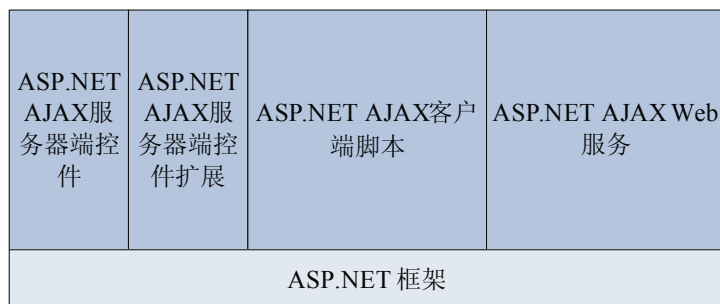 ASP.NET
AJAX服
务器端控
件
ASP.NET
AJAX服
务器端控
件扩展
ASP.NET AJAX客户
端脚本
ASP.NET AJAX Web
服务
ASP.NET 框架